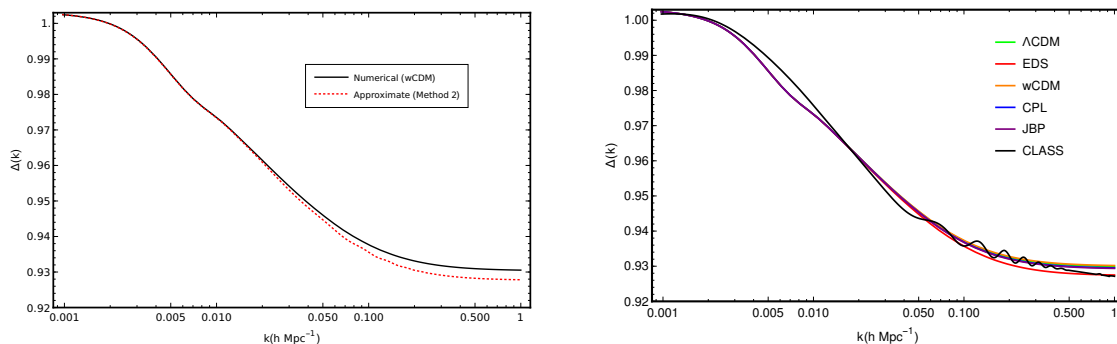 1.
0.99
0.98
0.97
0.96
0.95
0.94
0.93
0.92
Δ(k)
0.001
0.005
0.010
0.050
0.100
0.500
1
k(h Mpc⁻¹)
Numerical (wCDM)
Approximate (Method 2)
1.00
0.99
0.98
0.97
0.96
0.95
0.94
0.93
0.92
Δ(k)
0.001
0.005
0.010
0.050
0.100
0.500
1
k(h Mpc⁻¹)
ΛCDM
EDS
wCDM
CPL
JBP
CLASS